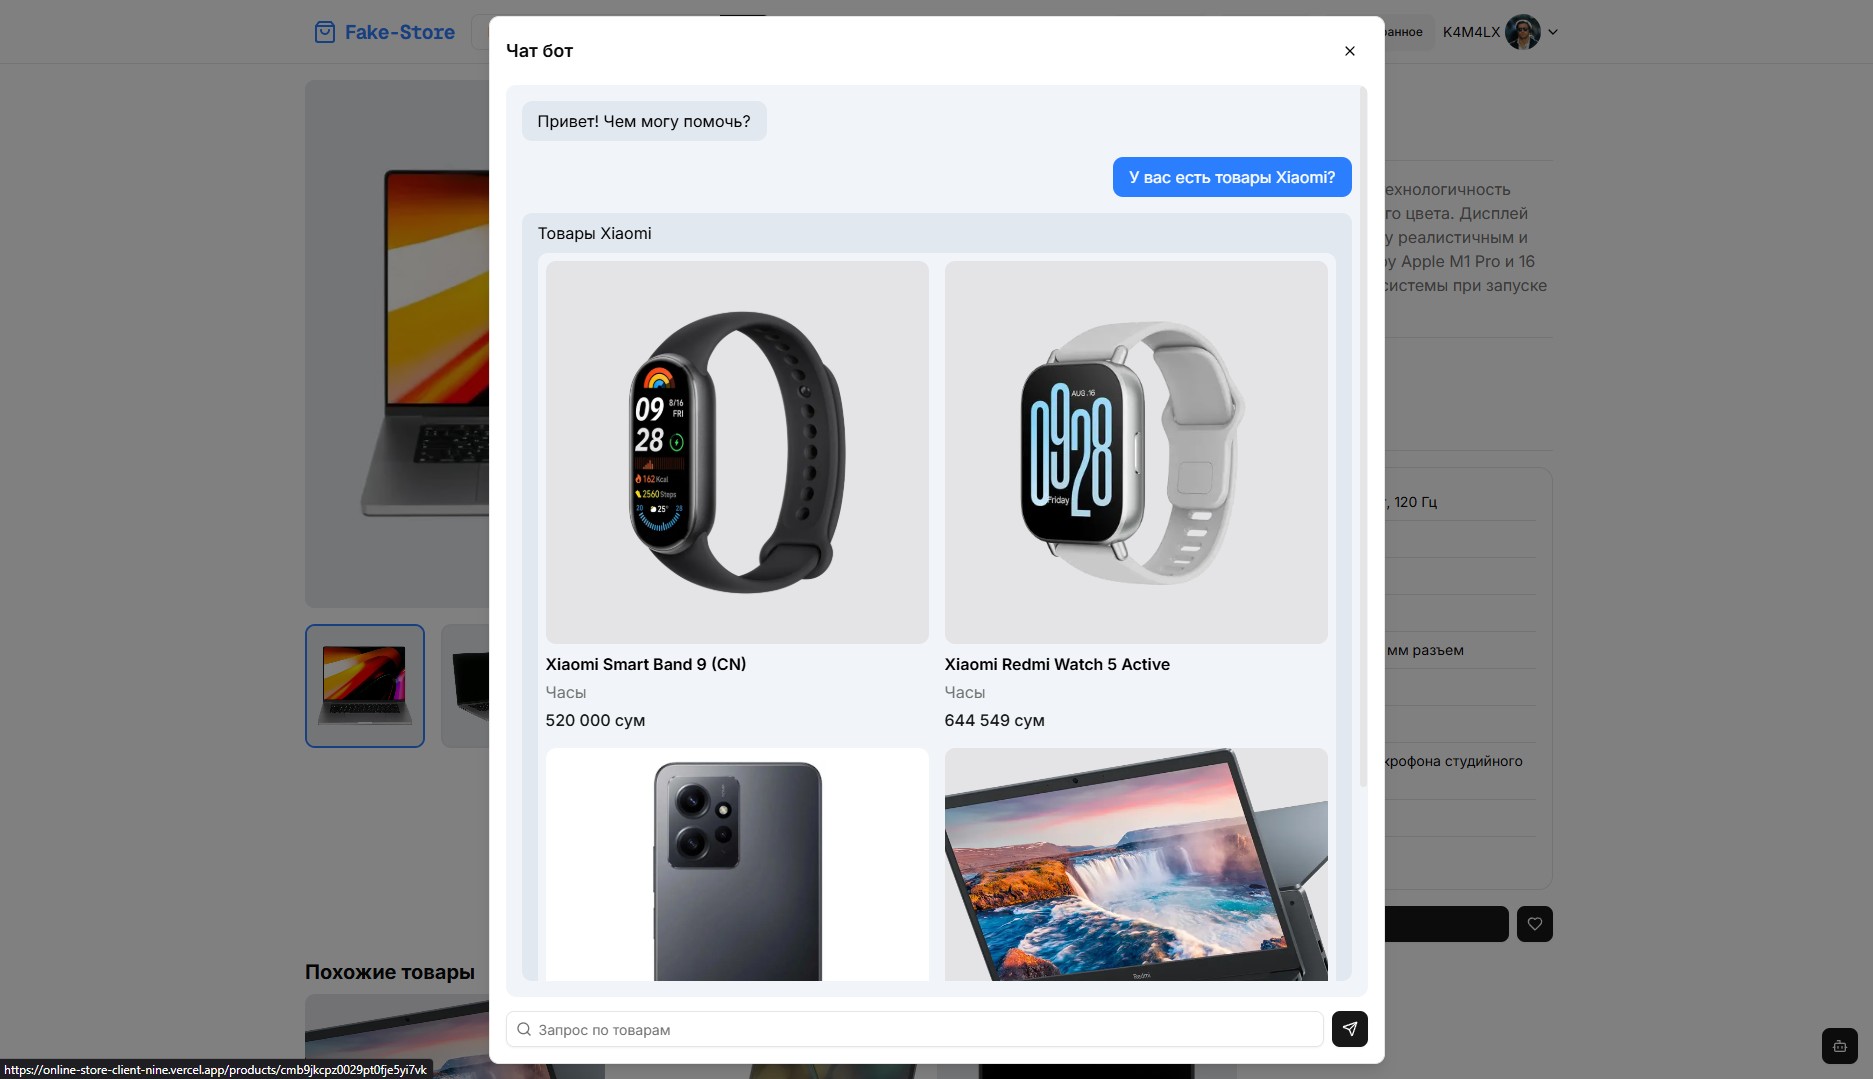 Fake-Store
ранное
K4M4LX
Чат бот
Привет! Чем могу помочь?
У вас есть товары Xiaomi?
Товары Xiaomi
09
8/16
FRI
28
162 Kcal
2560 Steps
20
25°
28
AUG. 16
0928
Friday
Xiaomi Smart Band 9 (CN)
Часы
520 000 сум
Xiaomi Redmi Watch 5 Active
Часы
644 549 сум
Redmi
Запрос по товарам
ехнологичность
го цвета. Дисплей
у реалистичным и
ру Apple M1 Pro и 16
системы при запуске
, 120 Гц
мм разъем
крофона студийного
Похожие товары
https://online-store-client-nine.vercel.app/products/cmb9jkcpz0029pt0fje5yi7vk